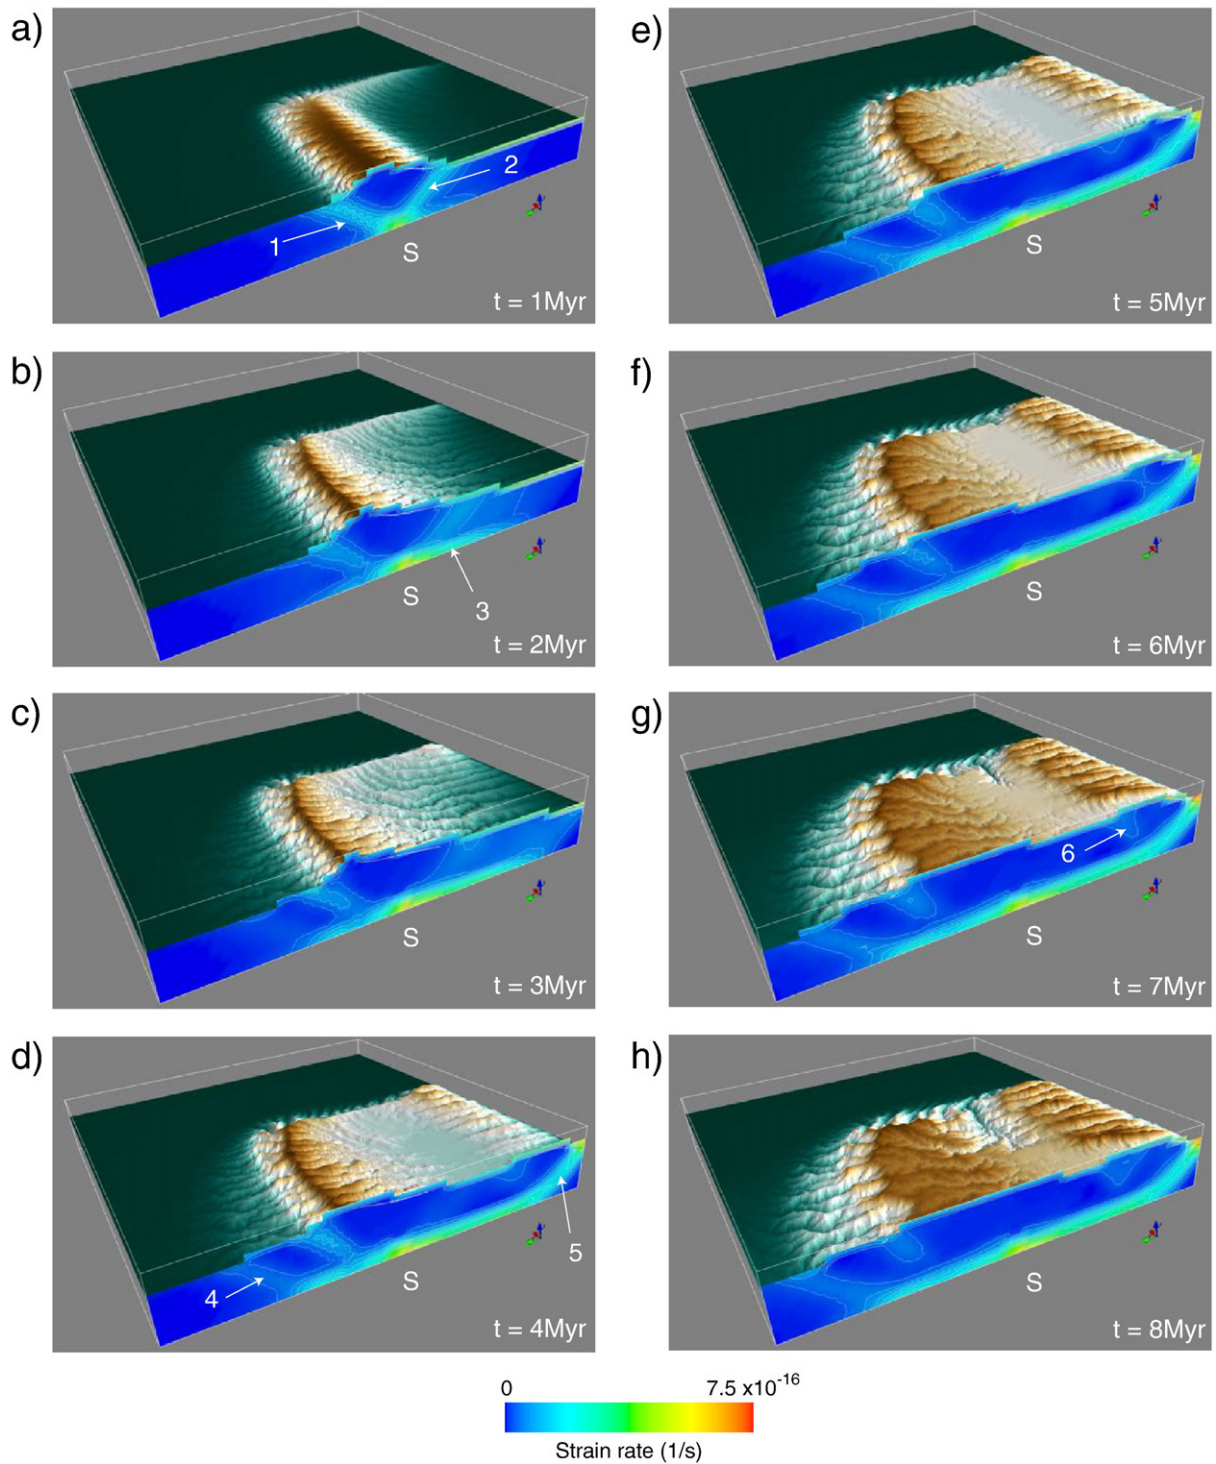 a)
2
1
S
t = 1Myr
b)
S
3
t = 2Myr
c)
S
t = 3Myr
d)
4
S
5
t = 4Myr
e)
S
t = 5Myr
f)
S
t = 6Myr
g)
6
S
t = 7Myr
h)
S
t = 8Myr
0 7.5 x10-16
Strain rate (1/s)